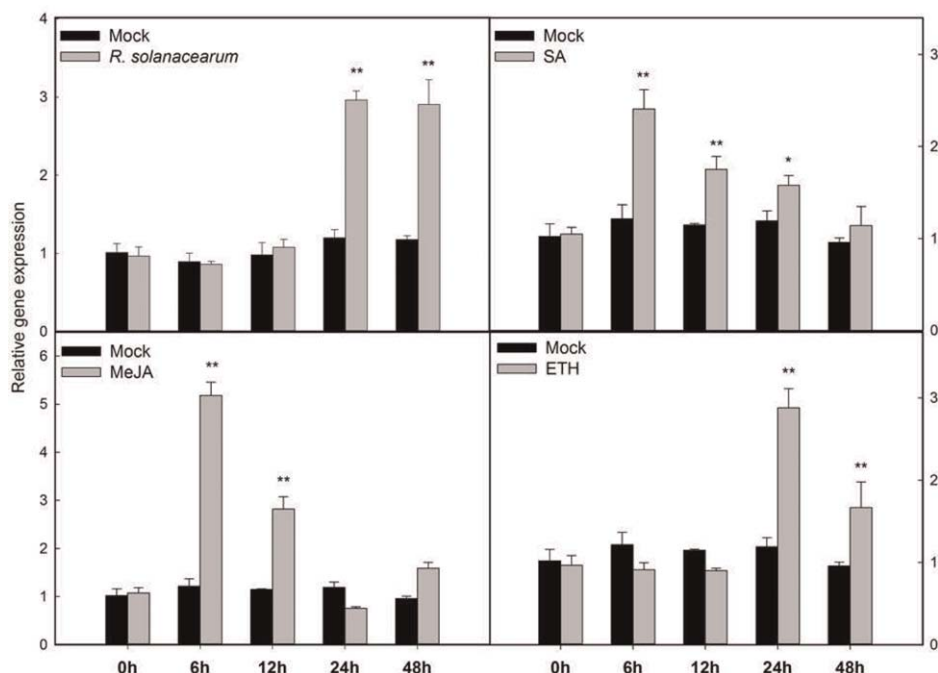 Relative gene expression
4
3
2
1
0
Mock
R. solanacearum
**
**
Mock
SA
**
**
*
3
2
1
0
6
5
4
3
2
1
0
Mock
MeJA
**
**
Mock
ETH
**
**
3
2
1
0
0h 6h 12h 24h 48h
0h 6h 12h 24h 48h